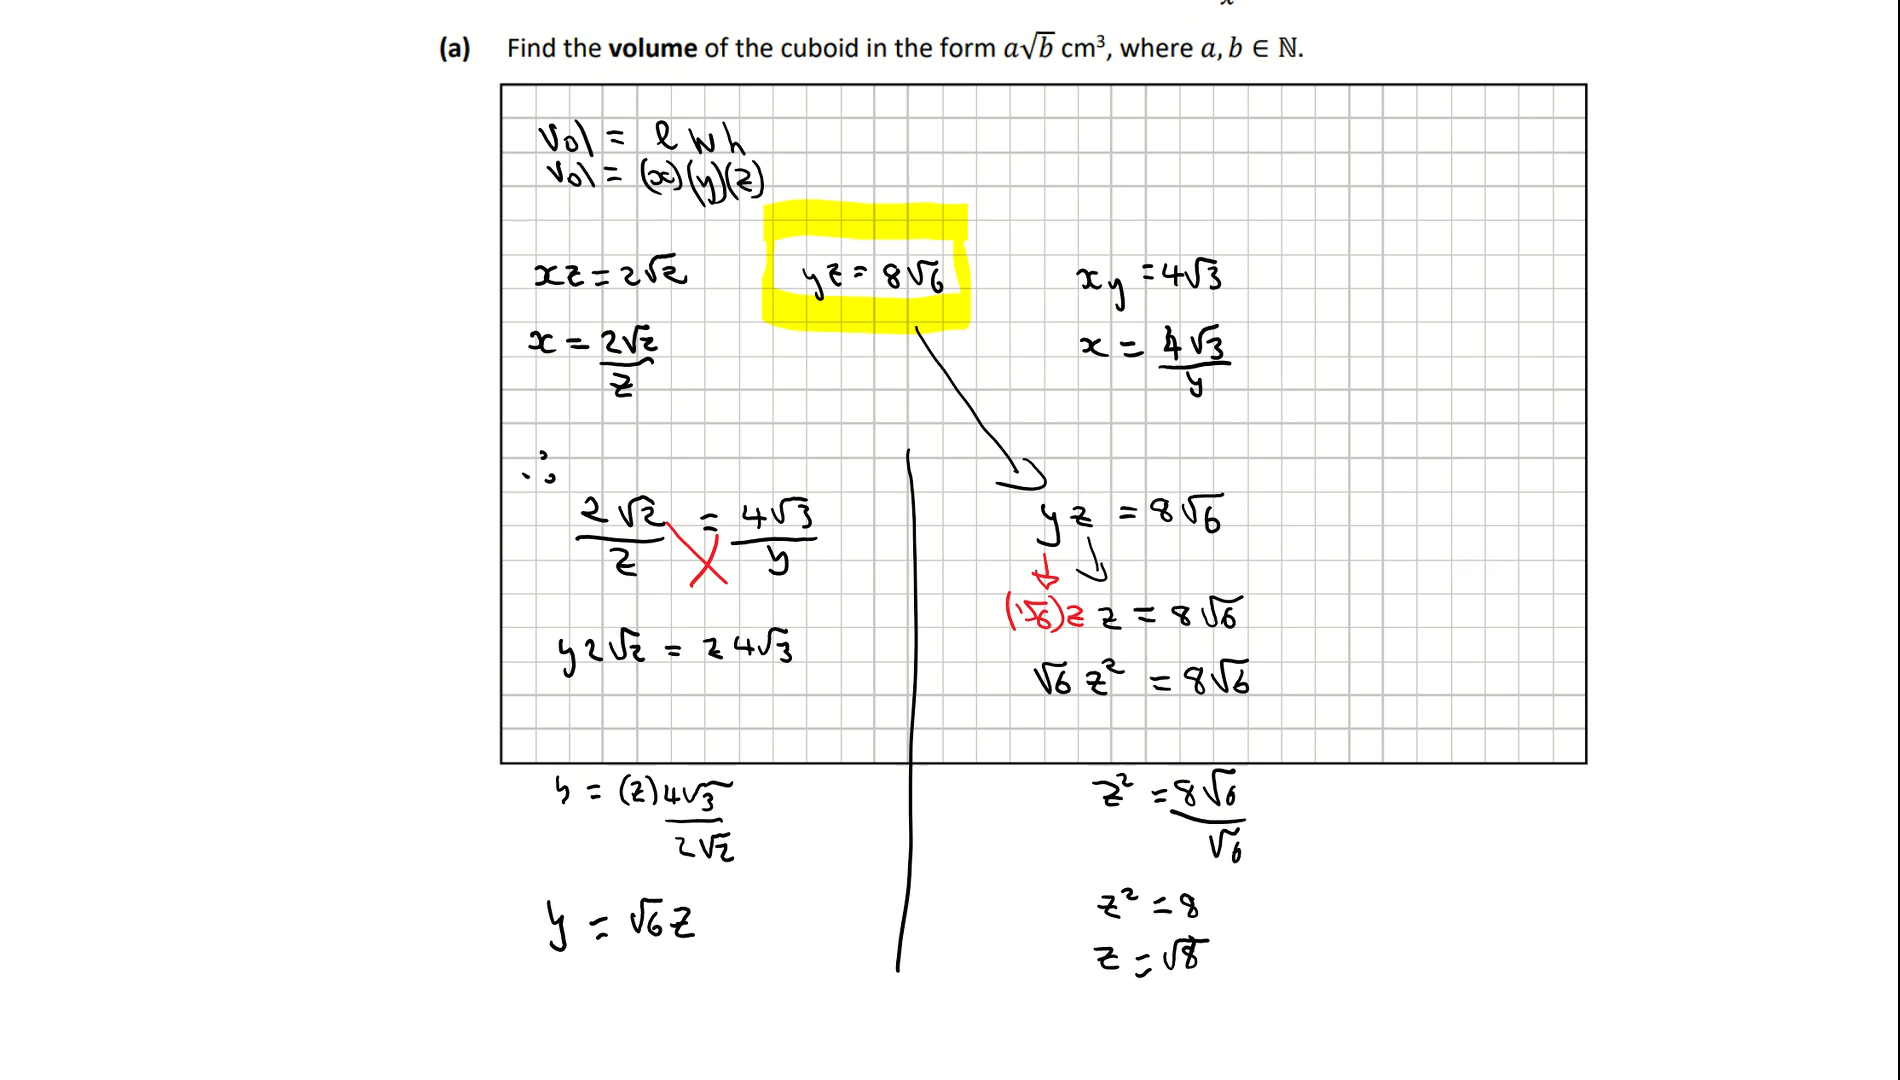 x
(a) Find the volume of the cuboid in the form a√b cm³, where a, b ∈ ℕ.
Vol = l w h
Vol = (x)(y)(z)
xz = 2√2
yz = 8√6
xy = 4√3
x = 2√2 / z
x = 4√3 / y
∴
2√2 / z = 4√3 / y
y2√2 = z4√3
y = (z) 4√3 / 2√2
y = √6 z
yz = 8√6
(√6)z z = 8√6
√6 z² = 8√6
z² = 8√6 / √6
z² = 8
z = √8